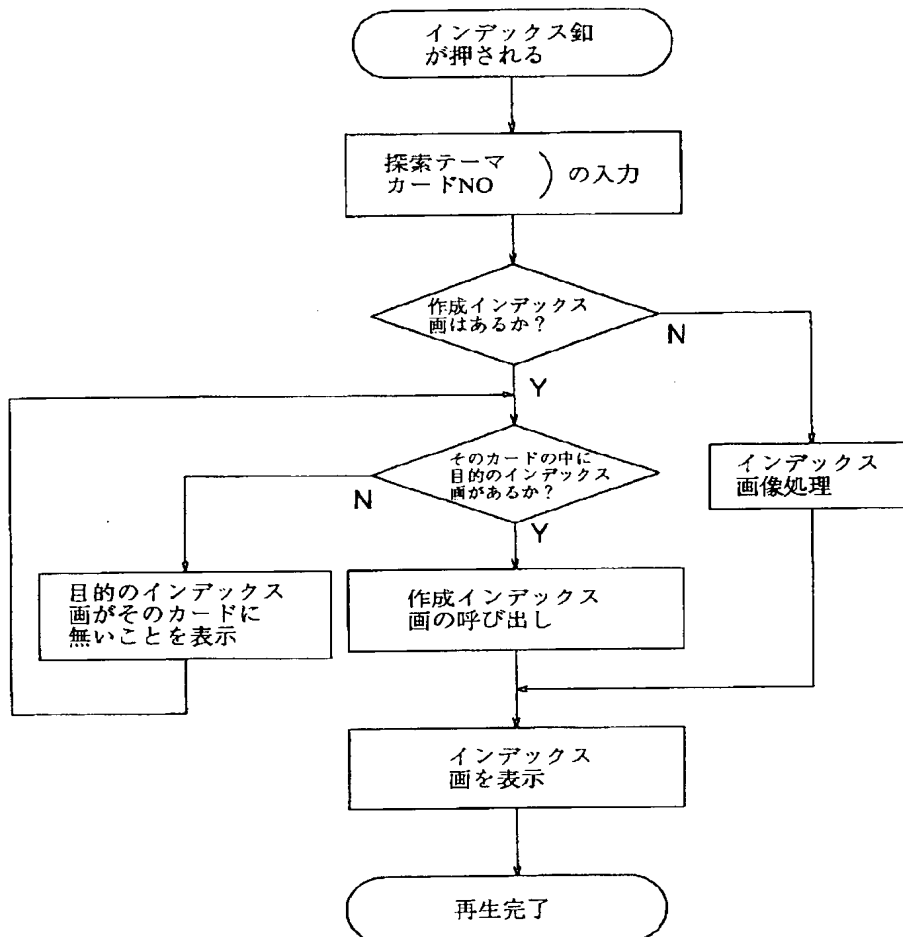 インデックス釦
が押される
探索テーマ
カードNO
) の入力
作成インデックス
画はあるか?
N
Y
そのカードの中に
目的のインデックス
画があるか?
N
Y
インデックス
画像処理
目的のインデックス
画がそのカードに
無いことを表示
作成インデックス
画の呼び出し
インデックス
画を表示
再生完了